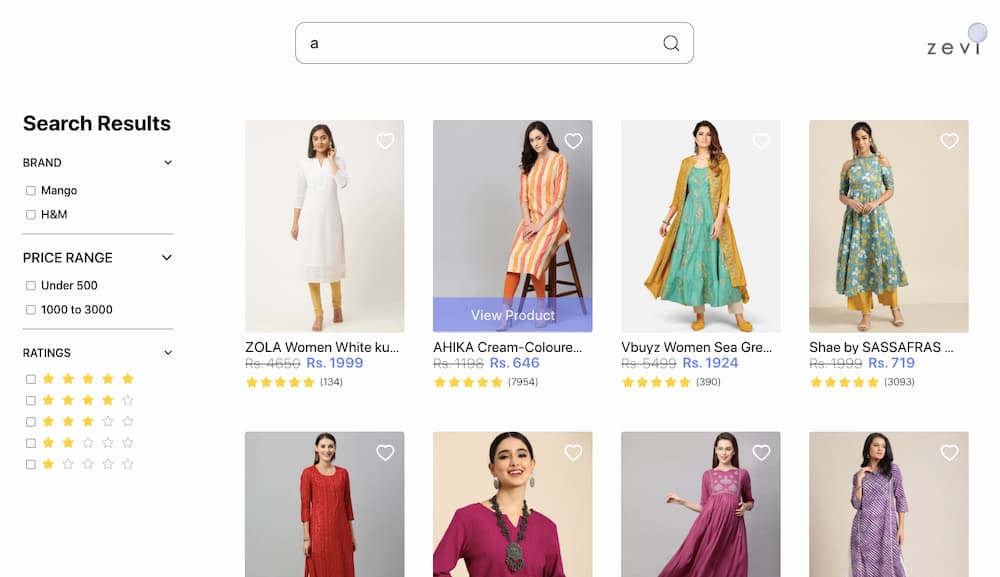 a
zevi
Search Results
BRAND
Mango
H&M
PRICE RANGE
Under 500
1000 to 3000
RATINGS
View Product
ZOLA Women White ku...
Rs. 4650 Rs. 1999
(134)
AHIKA Cream-Coloure...
Rs. 1198 Rs. 646
(7954)
Vbuyz Women Sea Gre...
Rs. 5499 Rs. 1924
(390)
Shae by SASSAFRAS ...
Rs. 1999 Rs. 719
(3093)